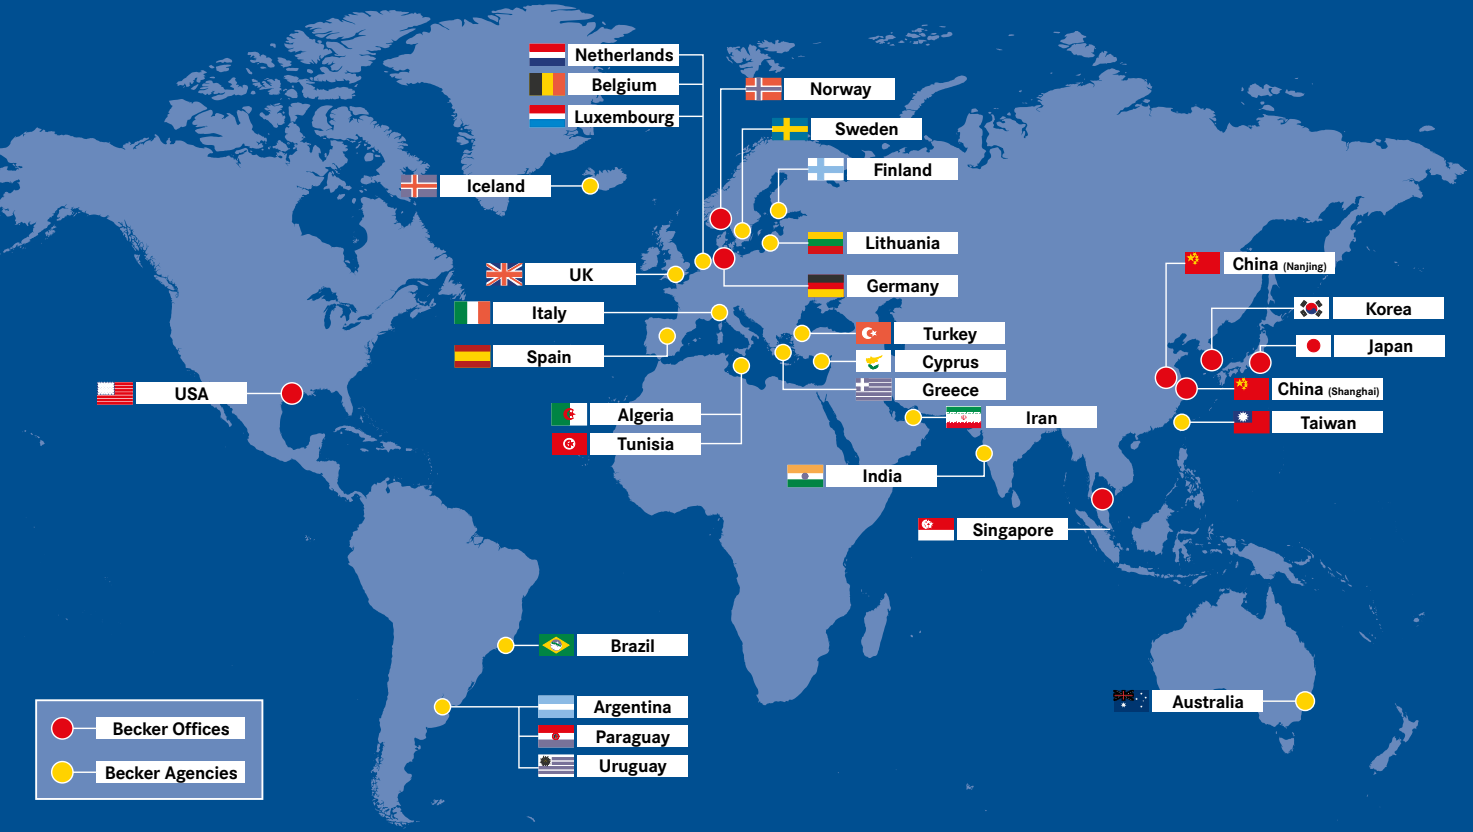 Netherlands
Belgium
Luxembourg
Norway
Sweden
Finland
Iceland
Lithuania
UK
Germany
China (Nanjing)
Italy
Korea
Spain
Turkey
Japan
Cyprus
USA
Greece
China (Shanghai)
Algeria
Iran
Taiwan
Tunisia
India
Singapore
Brazil
Argentina
Australia
Paraguay
Uruguay
Becker Offices
Becker Agencies